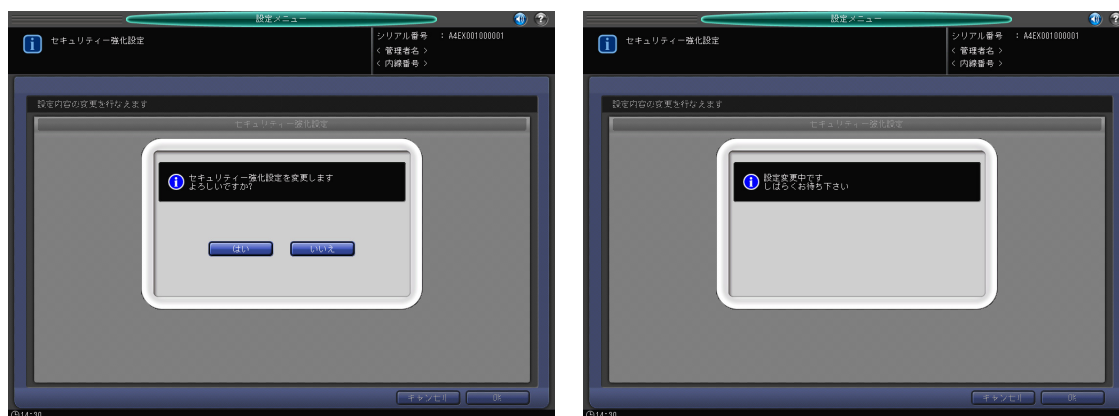 設定メニュー
セキュリティー強化設定
シリアル番号 : A4EX001000001
< 管理者名 >
< 内線番号 >
設定内容の変更を行なえます
セキュリティー強化設定
セキュリティー強化設定を変更します
よろしいですか?
はい いいえ
キャンセル OK
14:30
設定メニュー
セキュリティー強化設定
シリアル番号 : A4EX001000001
< 管理者名 >
< 内線番号 >
設定内容の変更を行なえます
セキュリティー強化設定
設定変更中です
しばらくお待ち下さい
キャンセル OK
14:30